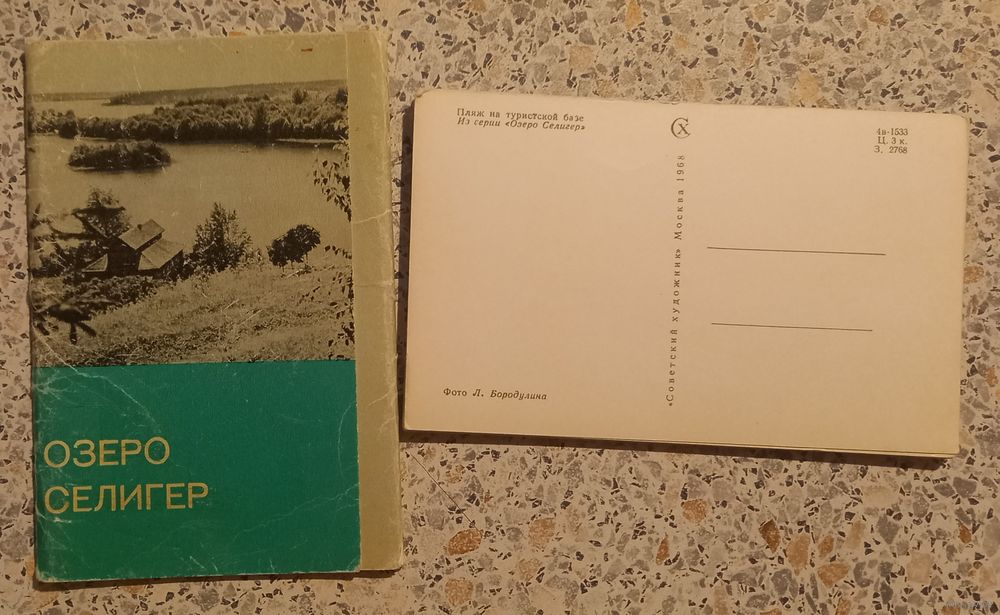 ОЗЕРО
СЕЛИГЕР
Пляж на туристской базе
Из серии «Озеро Селигер»
СХ
4в-1533
Ц. 3 к.
З. 2768
«Советский художник» Москва 1968
Фото Л. Бородулина